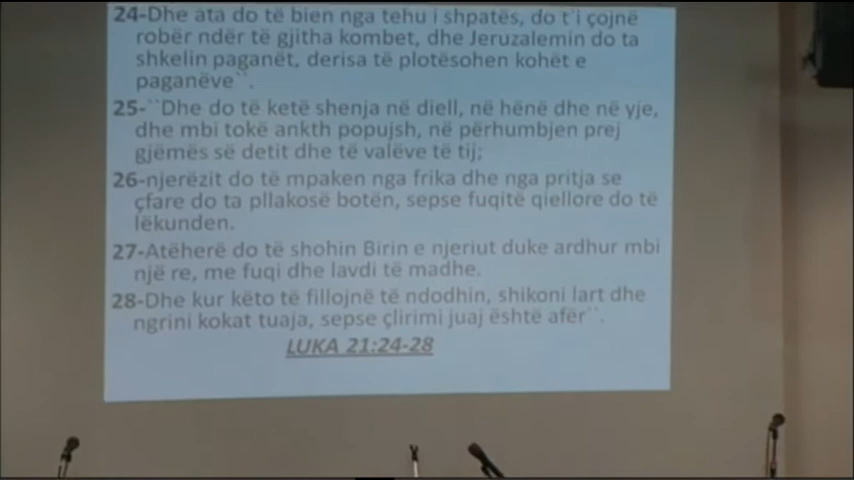 24-Dhe ata do të bien nga tehu i shpatës, do t`i çojnë
robër ndër të gjitha kombet, dhe Jeruzalemin do ta
shkelin paganët, derisa të plotësohen kohët e
paganëve``.
25-``Dhe do të ketë shenja në diell, në hënë dhe në yje,
dhe mbi tokë ankth popujsh, në përhumbjen prej
gjëmës së detit dhe të valëve të tij;
26-njerëzit do të mpaken nga frika dhe nga pritja se
çfare do ta pllakosë botën, sepse fuqitë qiellore do të
lëkunden.
27-Atëherë do të shohin Birin e njeriut duke ardhur mbi
një re, me fuqi dhe lavdi të madhe.
28-Dhe kur këto të fillojnë të ndodhin, shikoni lart dhe
ngrini kokat tuaja, sepse çlirimi juaj është afër``.
LUKA 21:24-28